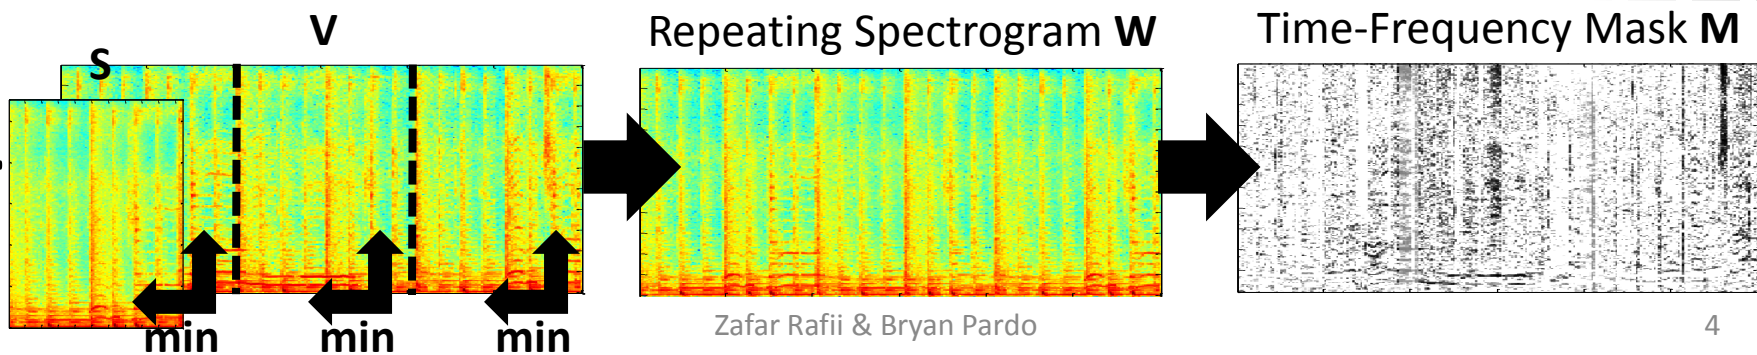 V
S
Repeating Spectrogram W
Time-Frequency Mask M
min
min
min
Zafar Rafii & Bryan Pardo
4